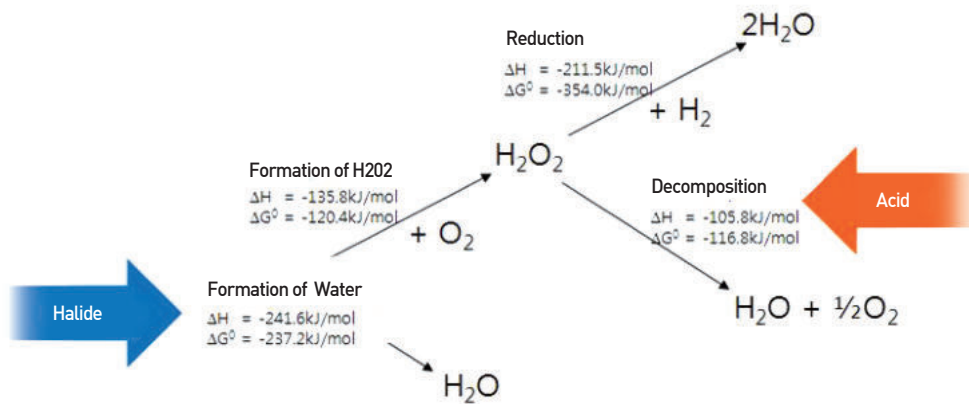 Reduction
ΔH = -211.5kJ/mol
ΔG⁰ = -354.0kJ/mol
2H₂O
+ H₂
Formation of H202
ΔH = -135.8kJ/mol
ΔG⁰ = -120.4kJ/mol
+ O₂
H₂O₂
Decomposition
ΔH = -105.8kJ/mol
ΔG⁰ = -116.8kJ/mol
Acid
Halide
Formation of Water
ΔH = -241.6kJ/mol
ΔG⁰ = -237.2kJ/mol
H₂O + ½O₂
H₂O